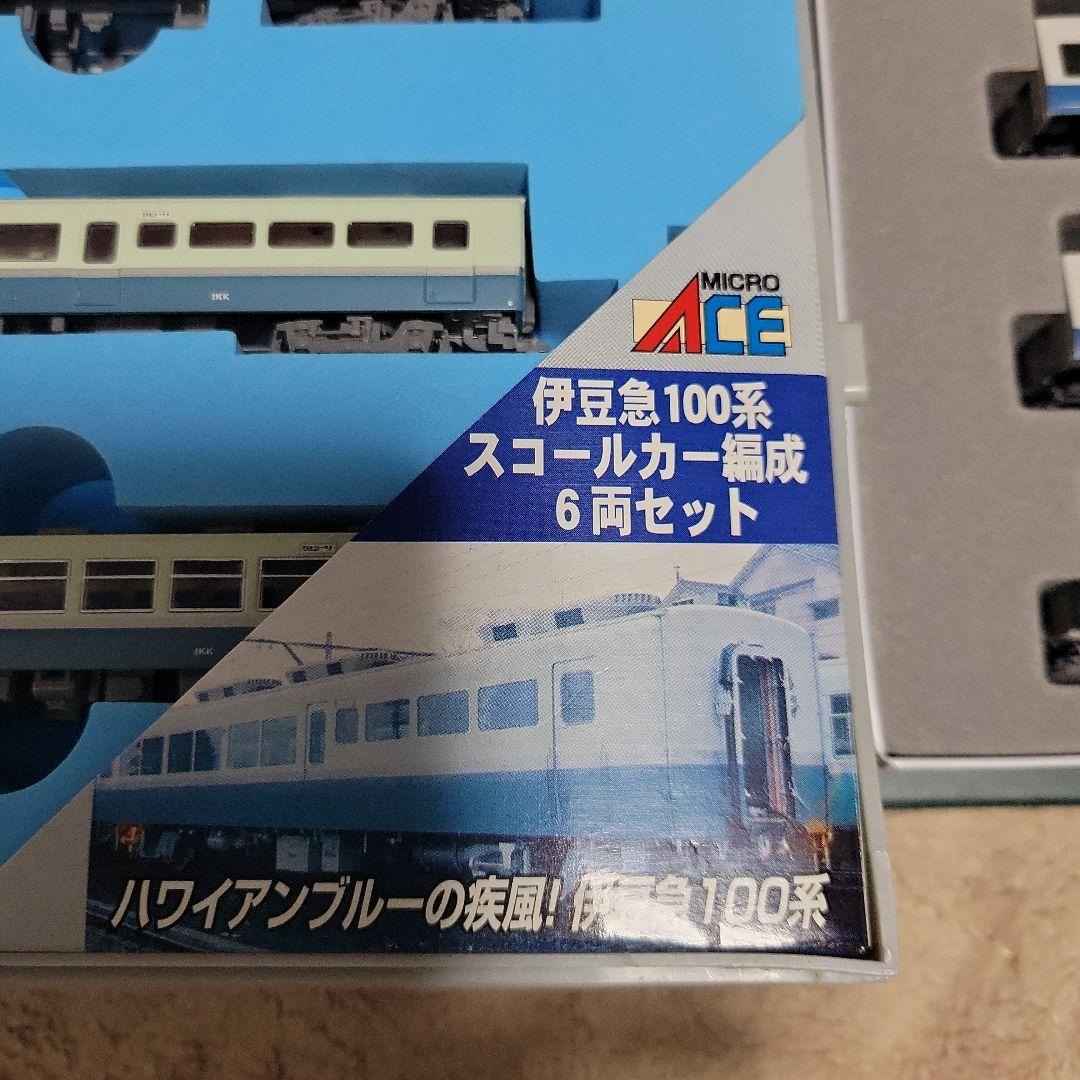 IKK
MICRO
ACE
伊豆急100系
スコールカー編成
6両セット
IKK
ハワイアンブルーの疾風! 伊豆急100系